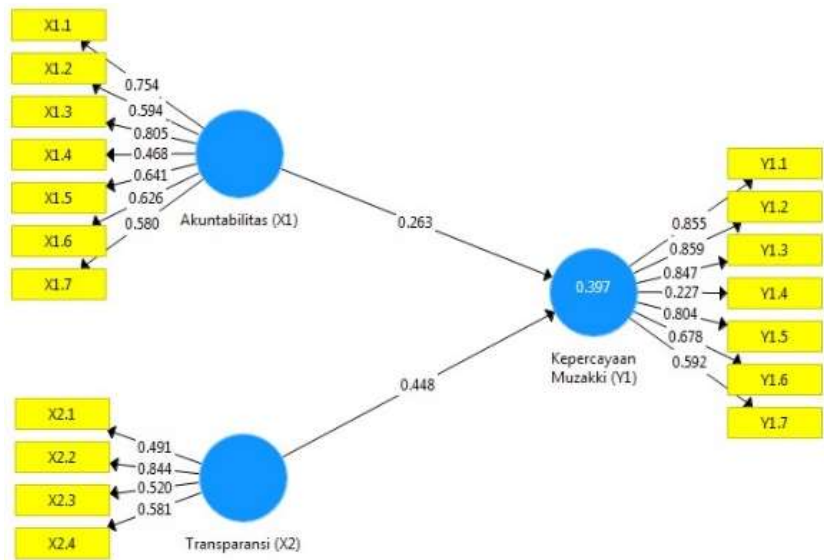 X1.1
X1.2
X1.3
X1.4
X1.5
X1.6
X1.7
0.754
0.594
0.805
0.468
0.641
0.626
0.580
Akuntabilitas (X1)
0.263
X2.1
X2.2
X2.3
X2.4
0.491
0.844
0.520
0.581
Transparansi (X2)
0.448
0.397
Kepercayaan
Muzakki (Y1)
0.855
0.859
0.847
0.227
0.804
0.678
0.592
Y1.1
Y1.2
Y1.3
Y1.4
Y1.5
Y1.6
Y1.7